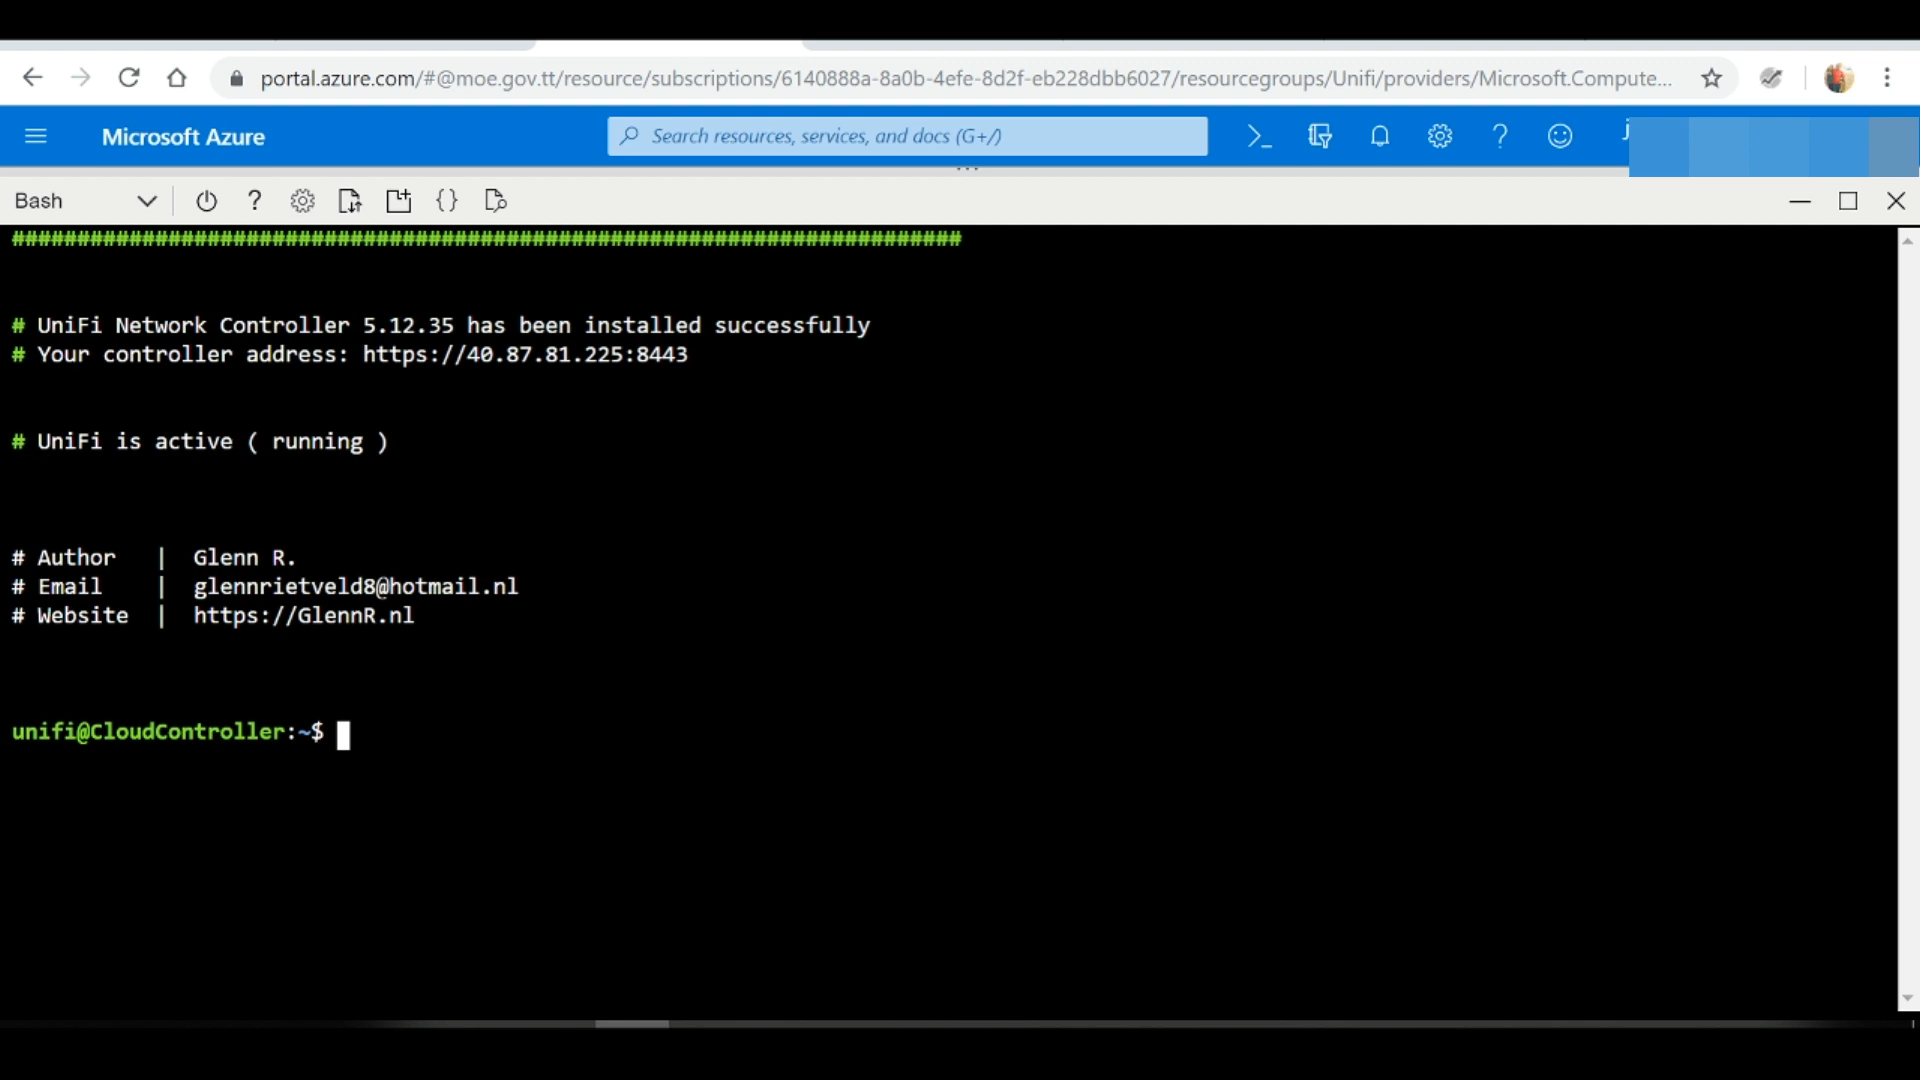 portal.azure.com/#@moe.gov.tt/resource/subscriptions/6140888a-8a0b-4efe-8d2f-eb228dbb6027/resourcegroups/Unifi/providers/Microsoft.Compute...
Microsoft Azure
Search resources, services, and docs (G+/)
Bash
#########################################################################
# UniFi Network Controller 5.12.35 has been installed successfully
# Your controller address: https://40.87.81.225:8443
# UniFi is active ( running )
# Author | Glenn R.
# Email | glennrietveld8@hotmail.nl
# Website | https://GlennR.nl
unifi@CloudController:~$